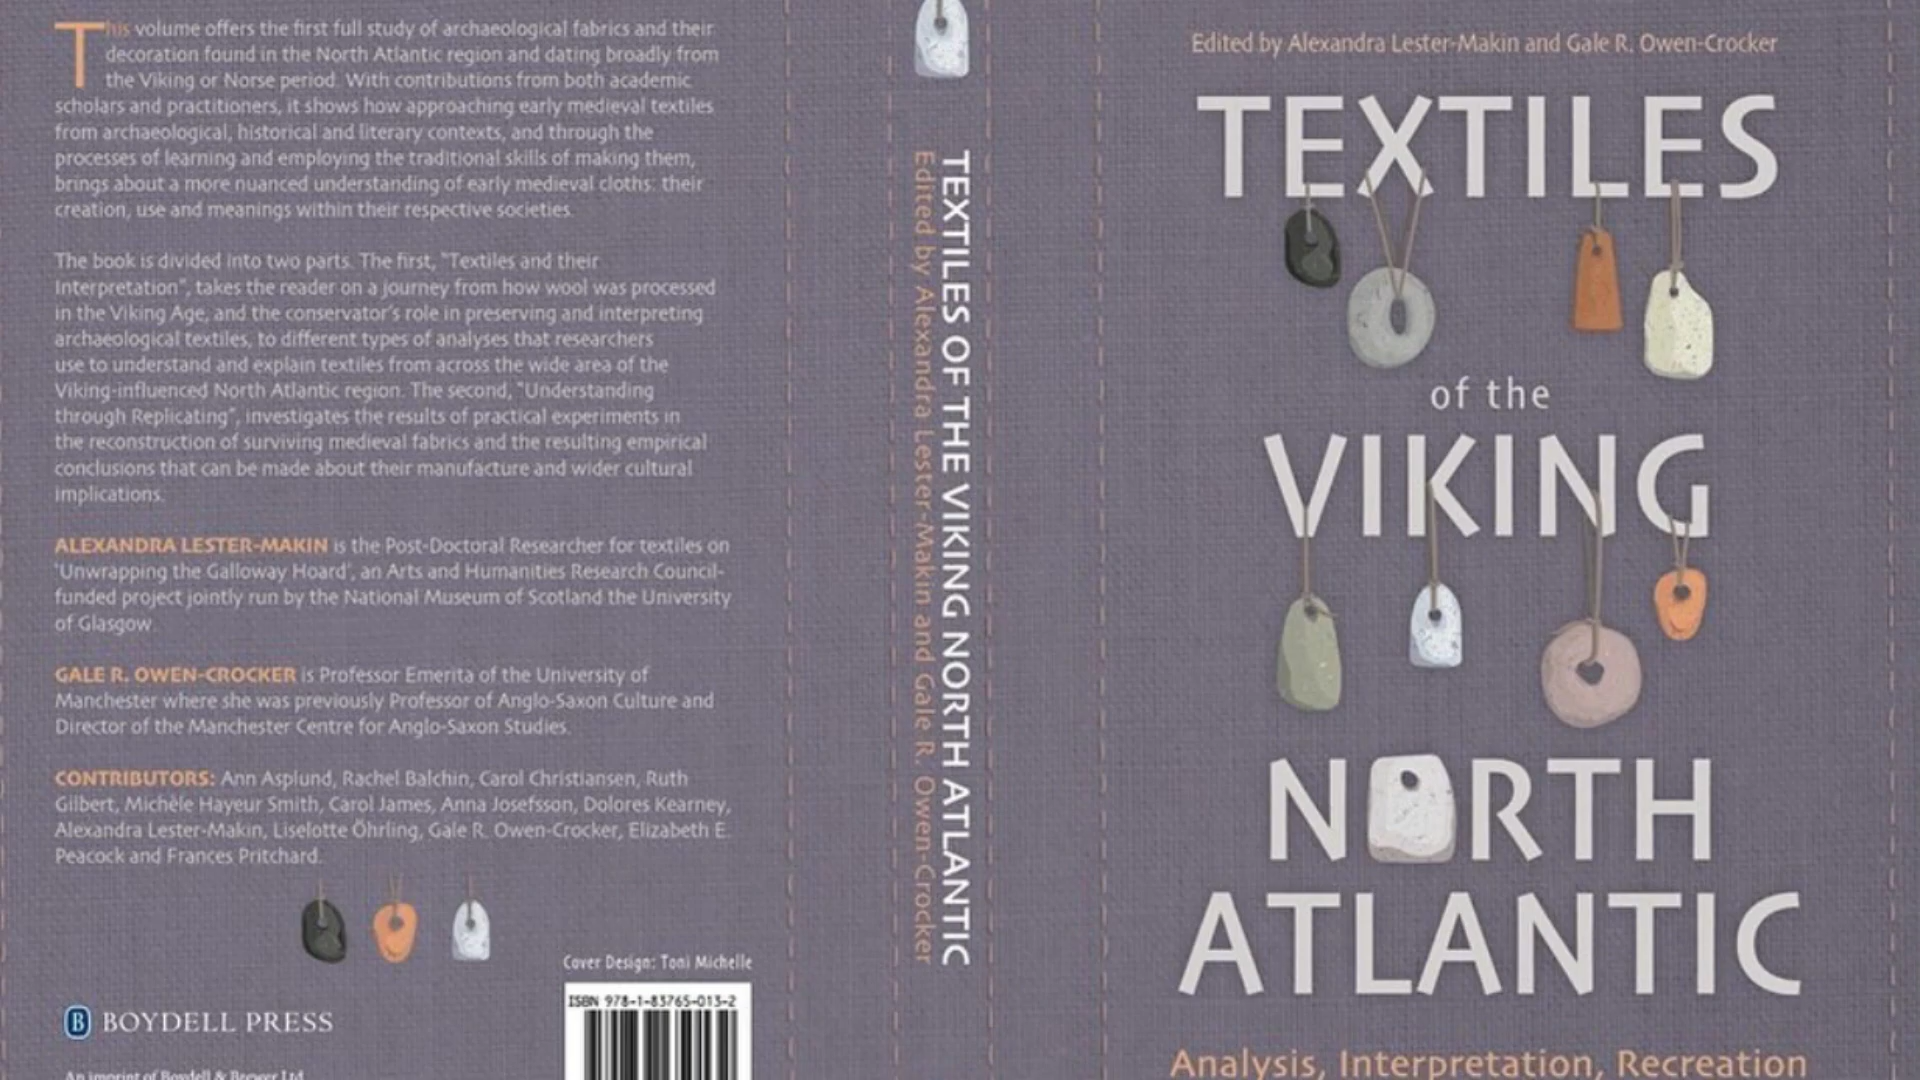 This volume offers the first full study of archaeological fabrics and their
decoration found in the North Atlantic region and dating broadly from
the Viking or Norse period. With contributions from both academic
scholars and practitioners, it shows how approaching early medieval textiles
from archaeological, historical and literary contexts, and through the
processes of learning and employing the traditional skills of making them,
brings about a more nuanced understanding of early medieval cloths: their
creation, use and meanings within their respective societies.
The book is divided into two parts. The first, "Textiles and their
Interpretation", takes the reader on a journey from how wool was processed
in the Viking Age, and the conservator's role in preserving and interpreting
archaeological textiles, to different types of analyses that researchers
use to understand and explain textiles from across the wide area of the
Viking-influenced North Atlantic region. The second, "Understanding
through Replicating", investigates the results of practical experiments in
the reconstruction of surviving medieval fabrics and the resulting empirical
conclusions that can be made about their manufacture and wider cultural
implications.
ALEXANDRA LESTER-MAKIN is the Post-Doctoral Researcher for textiles on
'Unwrapping the Galloway Hoard', an Arts and Humanities Research Council-
funded project jointly run by the National Museum of Scotland the University
of Glasgow.
GALE R. OWEN-CROCKER is Professor Emerita of the University of
Manchester where she was previously Professor of Anglo-Saxon Culture and
Director of the Manchester Centre for Anglo-Saxon Studies.
CONTRIBUTORS: Ann Asplund, Rachel Balchin, Carol Christiansen, Ruth
Gilbert, Michèle Hayeur Smith, Carol James, Anna Josefsson, Dolores Kearney,
Alexandra Lester-Makin, Liselotte Öhrling, Gale R. Owen-Crocker, Elizabeth E.
Peacock and Frances Pritchard.
Cover Design: Toni Michelle
ISBN 978-1-83765-013-2
B BOYDELL PRESS
An imprint of Boydell & Brewer Ltd
TEXTILES OF THE VIKING NORTH ATLANTIC
Edited by Alexandra Lester-Makin and Gale R. Owen-Crocker
Edited by Alexandra Lester-Makin and Gale R. Owen-Crocker
TEXTILES
of the
VIKING
NORTH
ATLANTIC
Analysis, Interpretation, Recreation